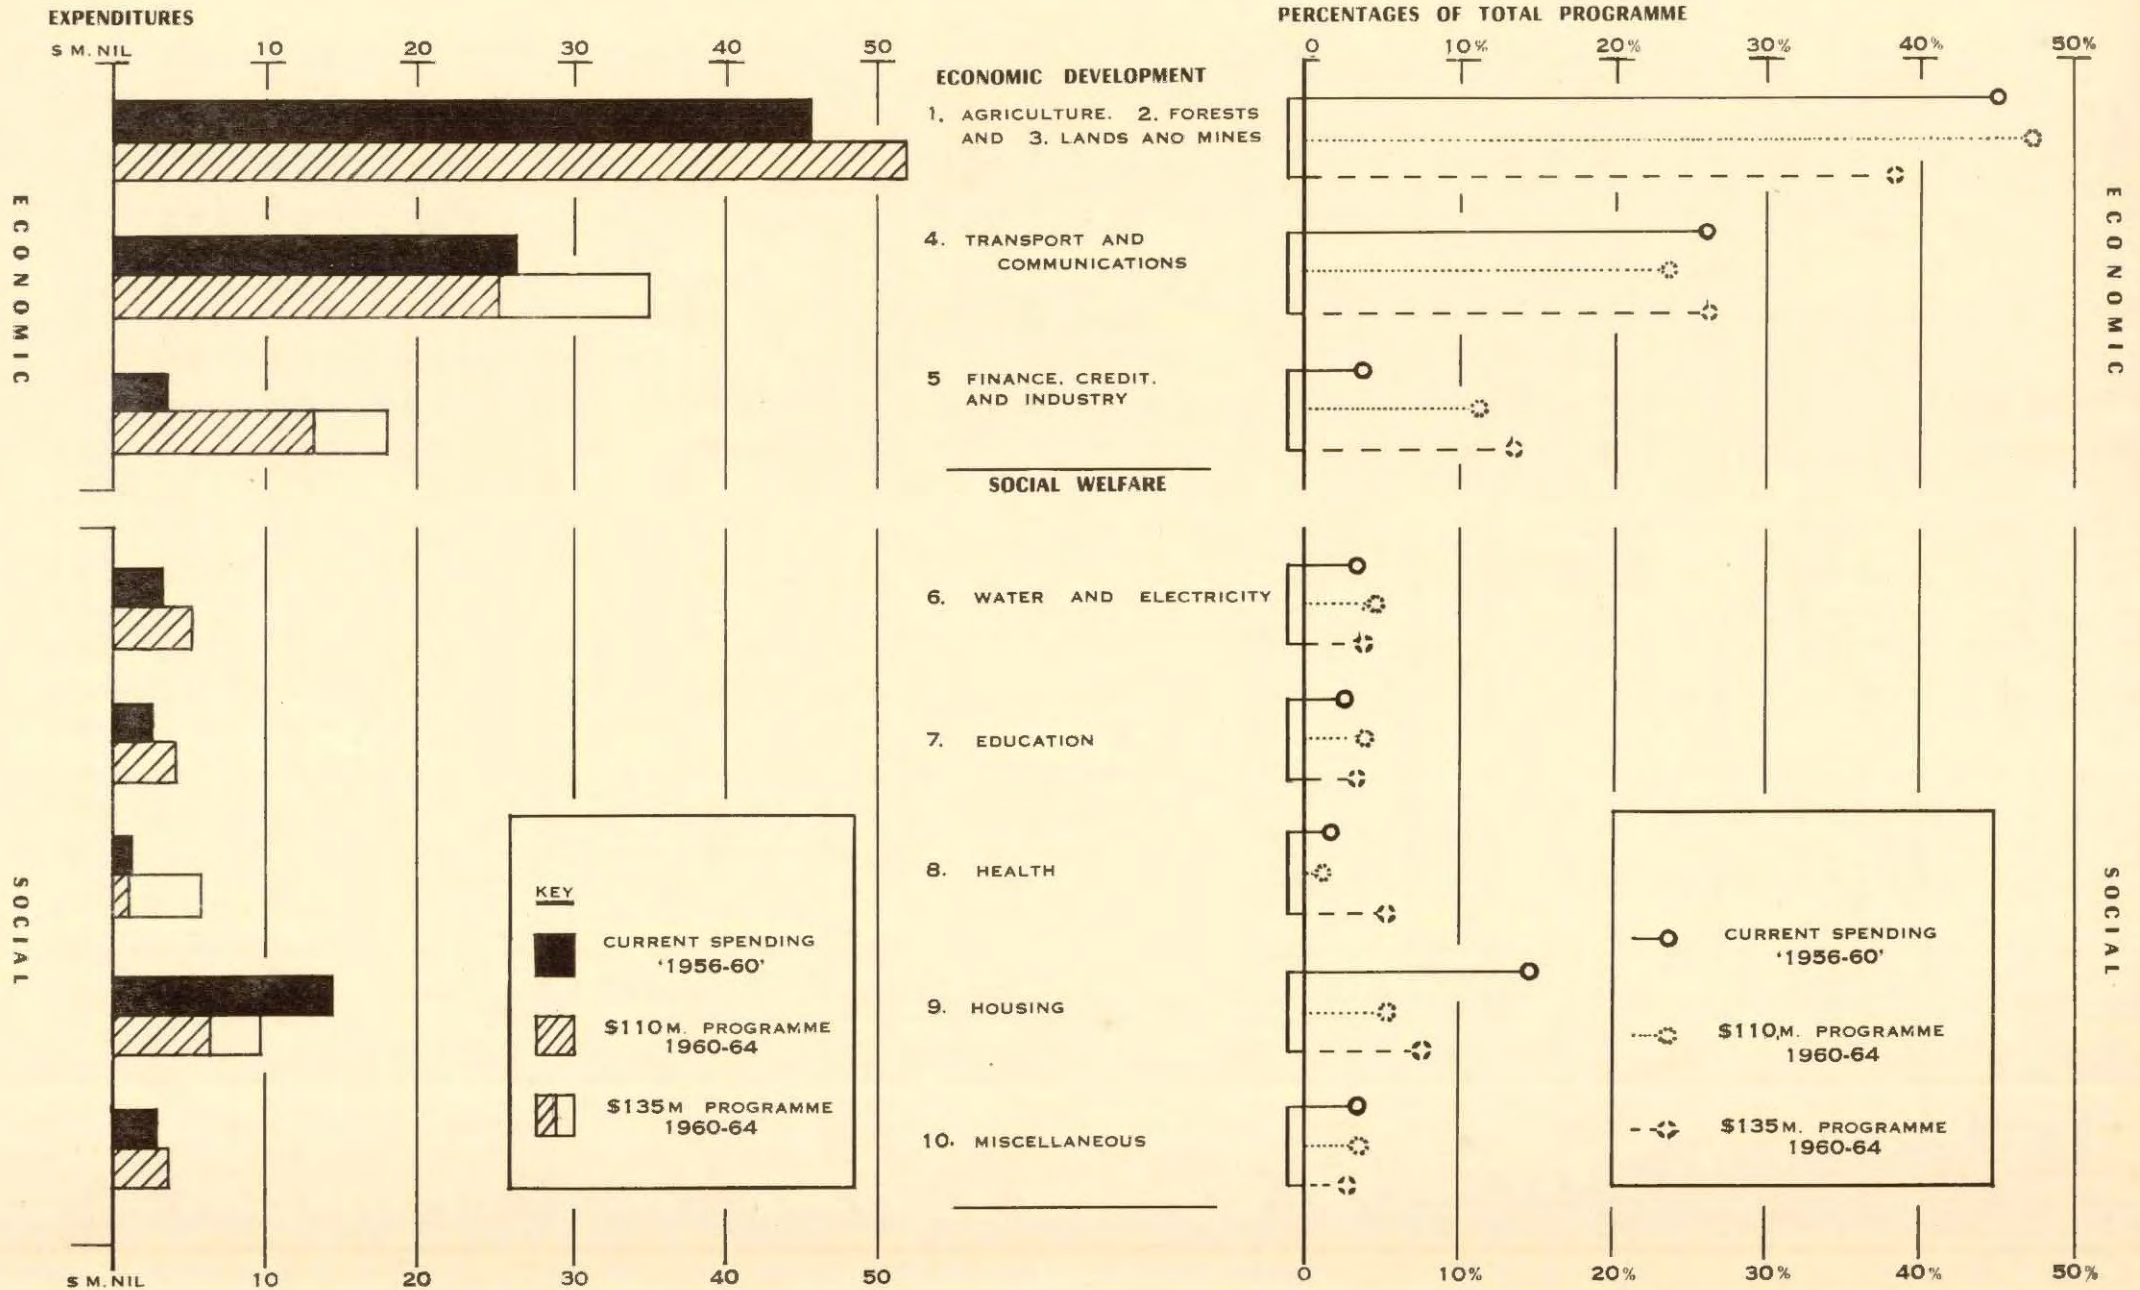 EXPENDITURES
$ M. NIL 10 20 30 40 50
PERCENTAGES OF TOTAL PROGRAMME
0 10% 20% 30% 40% 50%
ECONOMIC DEVELOPMENT
1. AGRICULTURE. 2. FORESTS
AND 3. LANDS AND MINES
4. TRANSPORT AND
COMMUNICATIONS
5 FINANCE. CREDIT.
AND INDUSTRY
ECONOMIC
ECONOMIC
SOCIAL WELFARE
6. WATER AND ELECTRICITY
7. EDUCATION
8. HEALTH
9. HOUSING
10. MISCELLANEOUS
SOCIAL
SOCIAL
KEY
CURRENT SPENDING
'1956-60'
$110M. PROGRAMME
1960-64
$135M PROGRAMME
1960-64
CURRENT SPENDING
'1956-60'
$110,M. PROGRAMME
1960-64
$135M. PROGRAMME
1960-64
$ M. NIL 10 20 30 40 50
0 10% 20% 30% 40% 50%